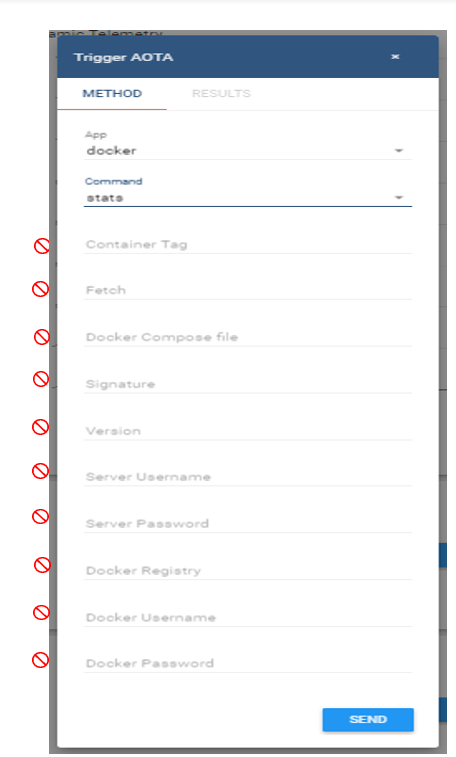 amic Telemetry
Trigger AOTA ×
METHOD RESULTS
App
docker
Command
stats
Container Tag
Fetch
Docker Compose file
Signature
Version
Server Username
Server Password
Docker Registry
Docker Username
Docker Password
SEND